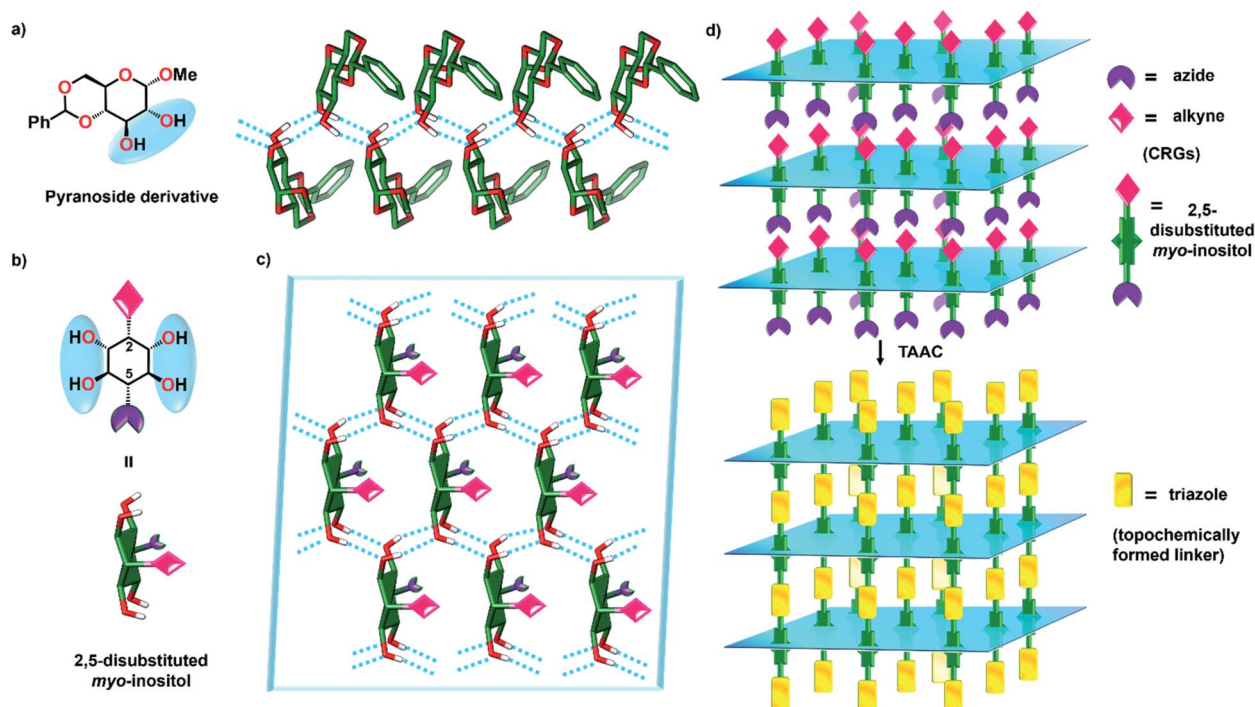 a)
O
O
OMe
Ph
O
OH
OH
Pyranoside derivative
b)
HO
OH
2
5
HO
OH
=
2,5-disubstituted
myo-inositol
c)
d)
= azide
= alkyne
(CRGs)
= 2,5-
disubstituted
myo-inositol
TAAC
= triazole
(topochemically
formed linker)